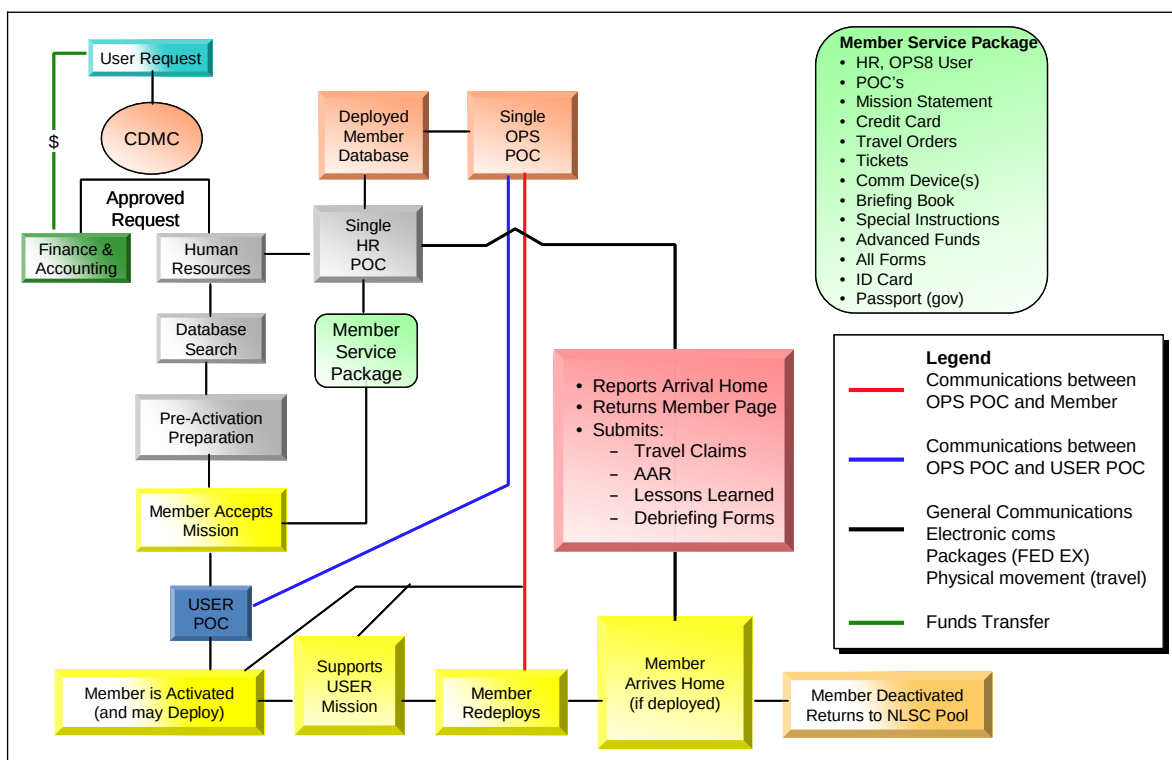 User Request
$
CDMC
Approved
Request
Finance &
Accounting
Human
Resources
Deployed
Member
Database
Single
OPS
POC
Single
HR
POC
Database
Search
Member
Service
Package
Pre-Activation
Preparation
Member Accepts
Mission
USER
POC
Member is Activated
(and may Deploy)
Supports
USER
Mission
Member
Redeploys
• Reports Arrival Home
• Returns Member Page
• Submits:
– Travel Claims
– AAR
– Lessons Learned
– Debriefing Forms
Member
Arrives Home
(if deployed)
Member Deactivated
Returns to NLSC Pool
Member Service Package
• HR, OPS8 User
• POC's
• Mission Statement
• Credit Card
• Travel Orders
• Tickets
• Comm Device(s)
• Briefing Book
• Special Instructions
• Advanced Funds
• All Forms
• ID Card
• Passport (gov)
Legend
Communications between
OPS POC and Member
Communications between
OPS POC and USER POC
General Communications
Electronic coms
Packages (FED EX)
Physical movement (travel)
Funds Transfer